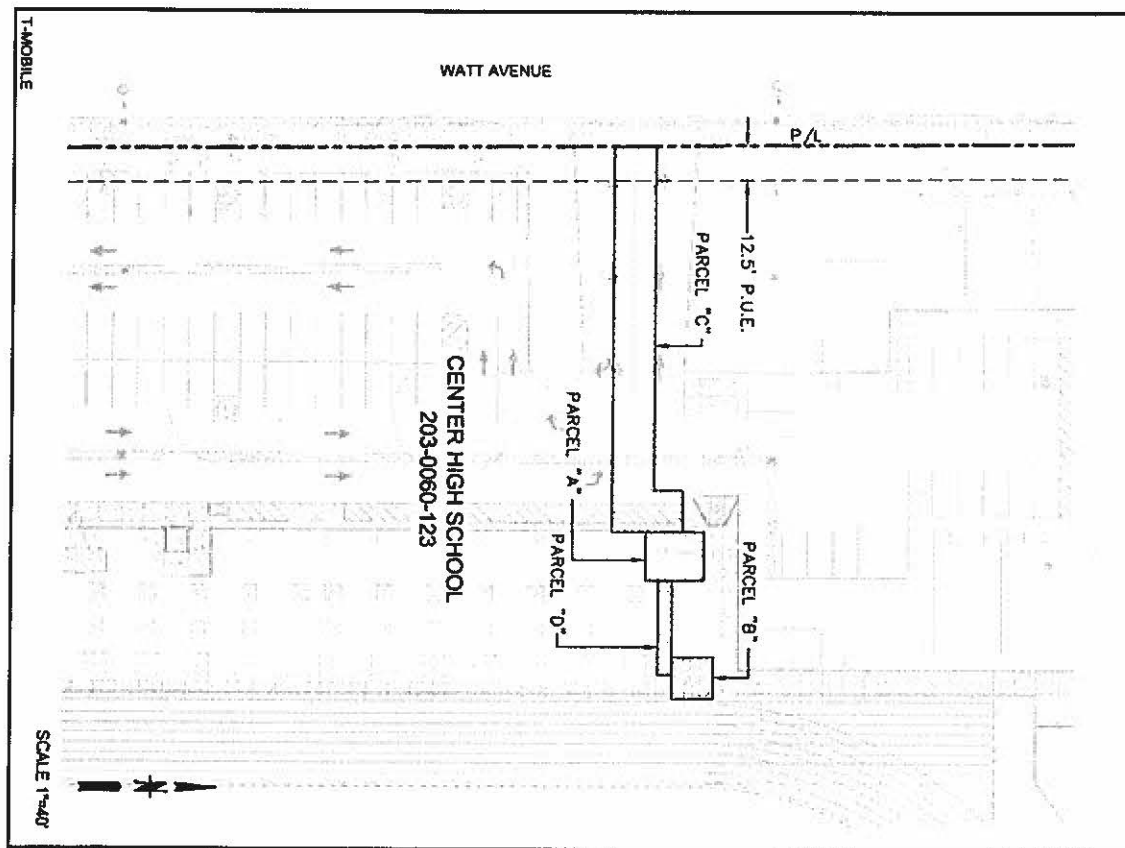 T-MOBILE
WATT AVENUE
P/L
12.5' P.U.E.
PARCEL "C"
CENTER HIGH SCHOOL
203-0060-123
PARCEL "A"
PARCEL "D"
PARCEL "B"
SCALE 1"=40'